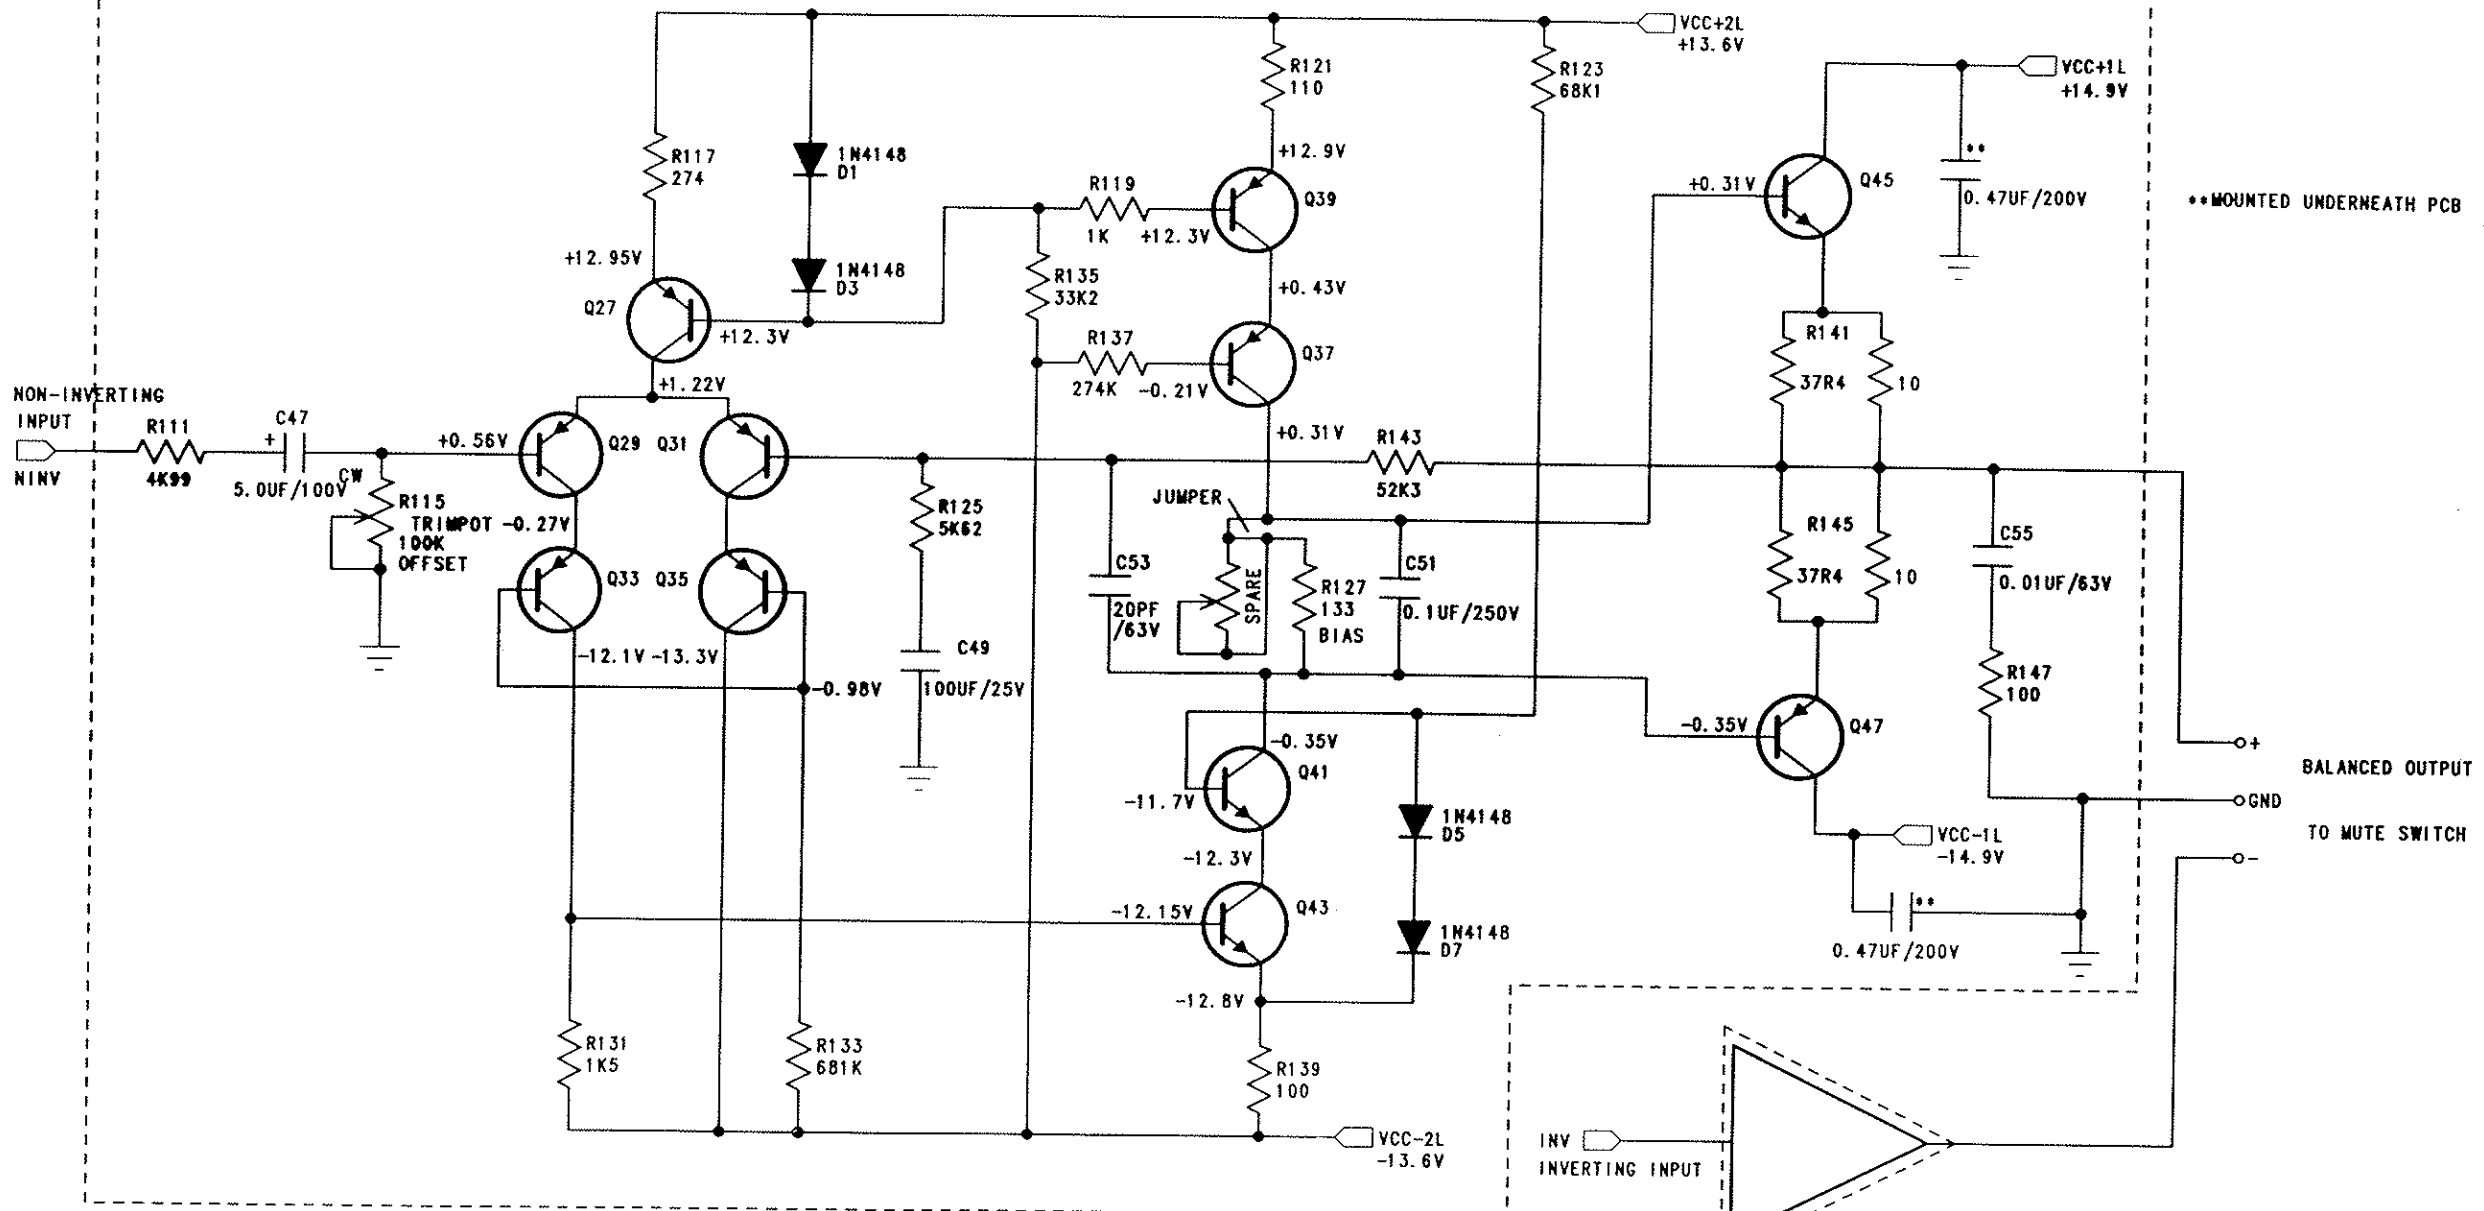 VCC+2L
+13.6V
R121
110
R123
68K1
VCC+1L
+14.9V
R117
274
1N4148
D1
+12.9V
**
R119
1K
+12.3V
Q39
+0.31V
Q45
0.47UF/200V
**MOUNTED UNDERNEATH PCB
+12.95V
1N4148
D3
R135
33K2
+0.43V
Q27
+12.3V
R137
274K
-0.21V
Q37
R141
37R4
10
+1.22V
NON-INVERTING
INPUT
NINV
R111
4K99
C47
+
5.0UF/100V
CW
+0.56V
Q29
Q31
+0.31V
R143
52K3
R115
TRIMPOT
100K
OFFSET
-0.27V
R125
5K62
JUMPER
R145
37R4
10
C55
0.01UF/63V
Q33
Q35
C53
20PF
/63V
SPARE
R127
133
BIAS
C51
0.1UF/250V
-12.1V
-13.3V
-0.98V
C49
100UF/25V
R147
100
-0.35V
-0.35V
Q47
Q41
-11.7V
+
BALANCED OUTPUT
GND
TO MUTE SWITCH
-
1N4148
D5
VCC-1L
-14.9V
-12.3V
-12.15V
Q43
1N4148
D7
**
0.47UF/200V
-12.8V
R131
1K5
R133
681K
R139
100
VCC-2L
-13.6V
INV
INVERTING INPUT